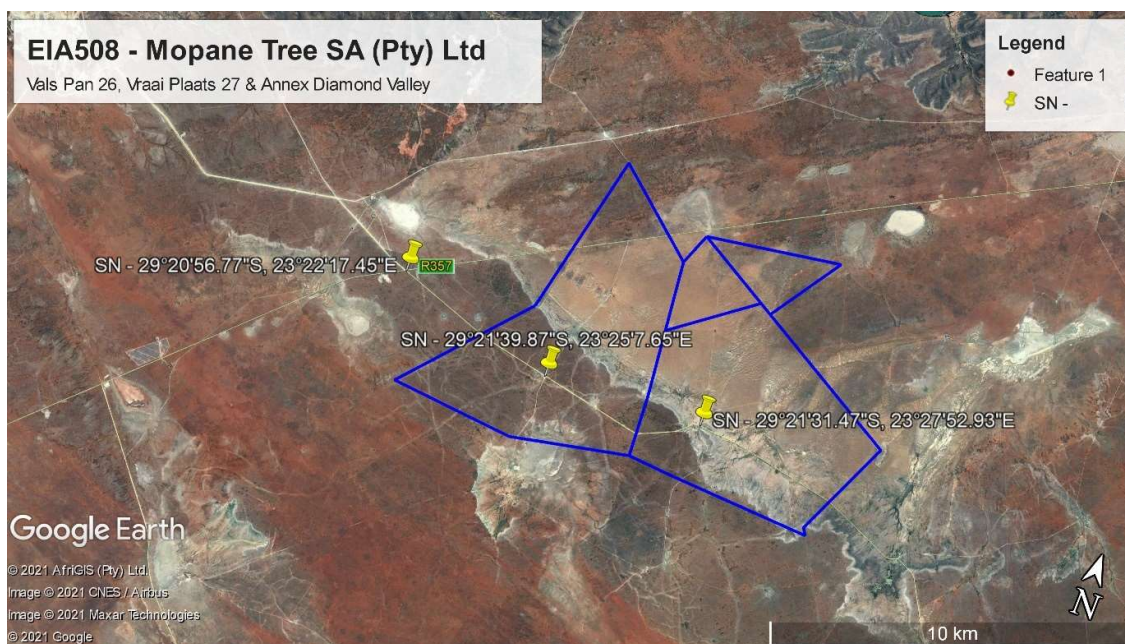 EIA508 - Mopane Tree SA (Pty) Ltd
Vals Pan 26, Vraai Plaats 27 & Annex Diamond Valley
Legend
Feature 1
SN -
SN - 29°20'56.77"S, 23°22'17.45"E
R357
SN - 29°21'39.87"S, 23°25'7.65"E
SN - 29°21'31.47"S, 23°27'52.93"E
Google Earth
© 2021 AfriGIS (Pty) Ltd.
Image © 2021 CNES / Airbus
Image © 2021 Maxar Technologies
© 2021 Google
N
10 km